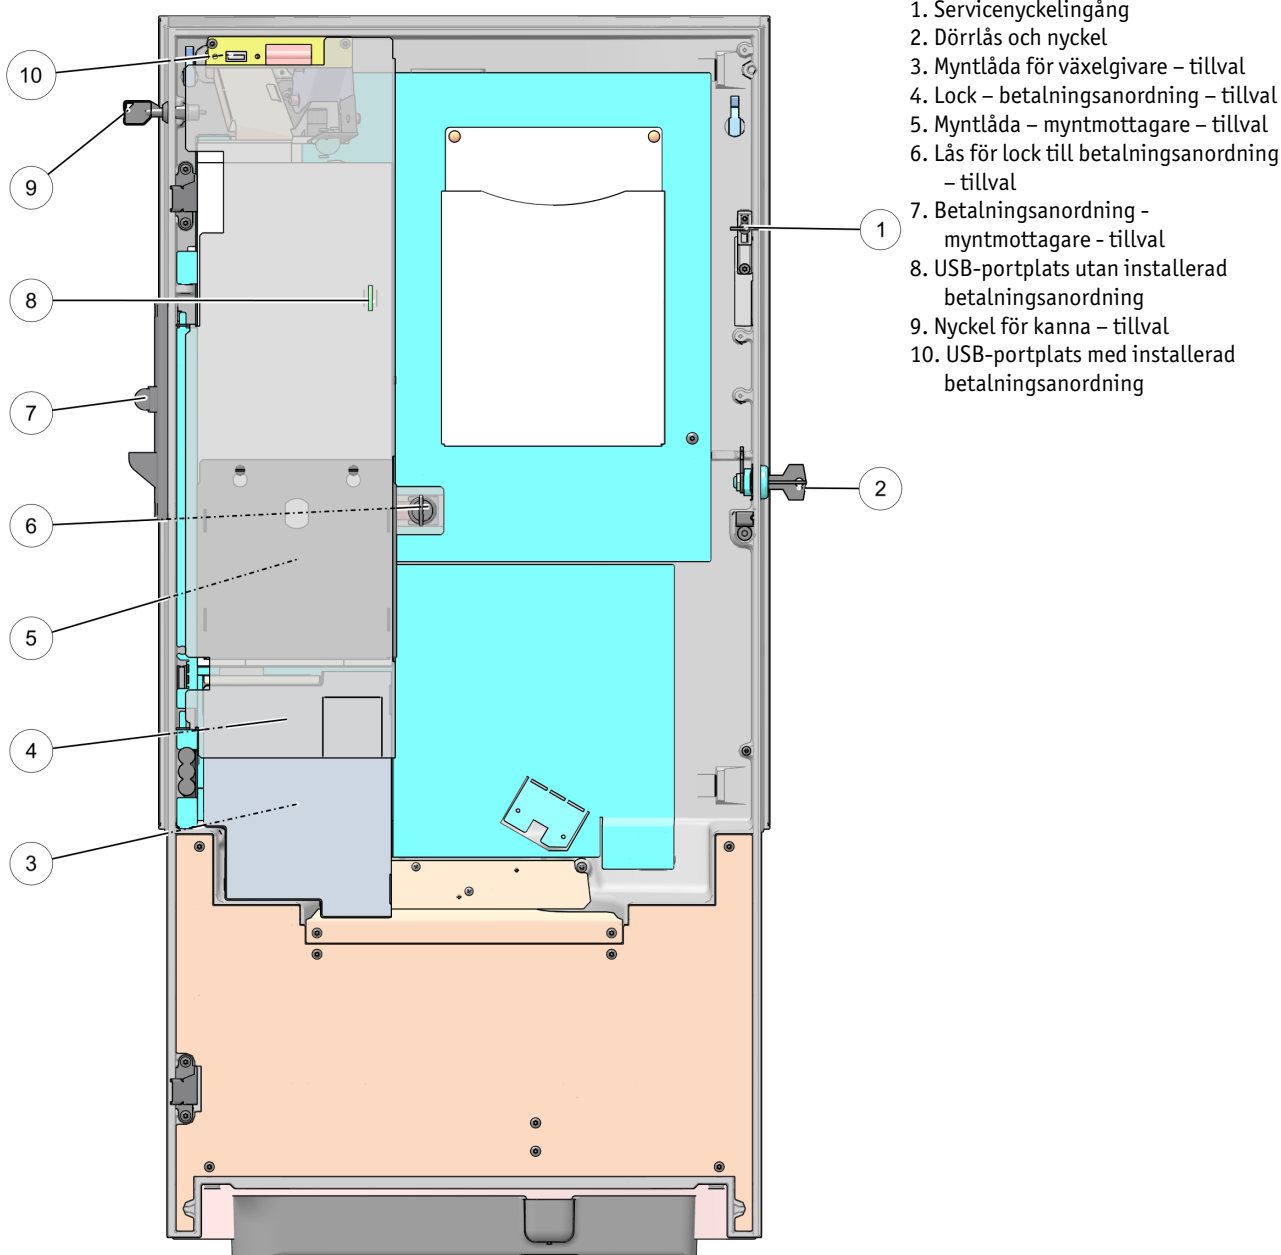 1. Servicenyckelingång
2. Dörrlås och nyckel
3. Myntlåda för växelgivare – tillval
4. Lock – betalningsanordning – tillval
5. Myntlåda – myntmottagare – tillval
6. Lås för lock till betalningsanordning
– tillval
7. Betalningsanordning -
myntmottagare - tillval
8. USB-portplats utan installerad
betalningsanordning
9. Nyckel för kanna – tillval
10. USB-portplats med installerad
betalningsanordning
10
9
8
7
6
5
4
3
1
2